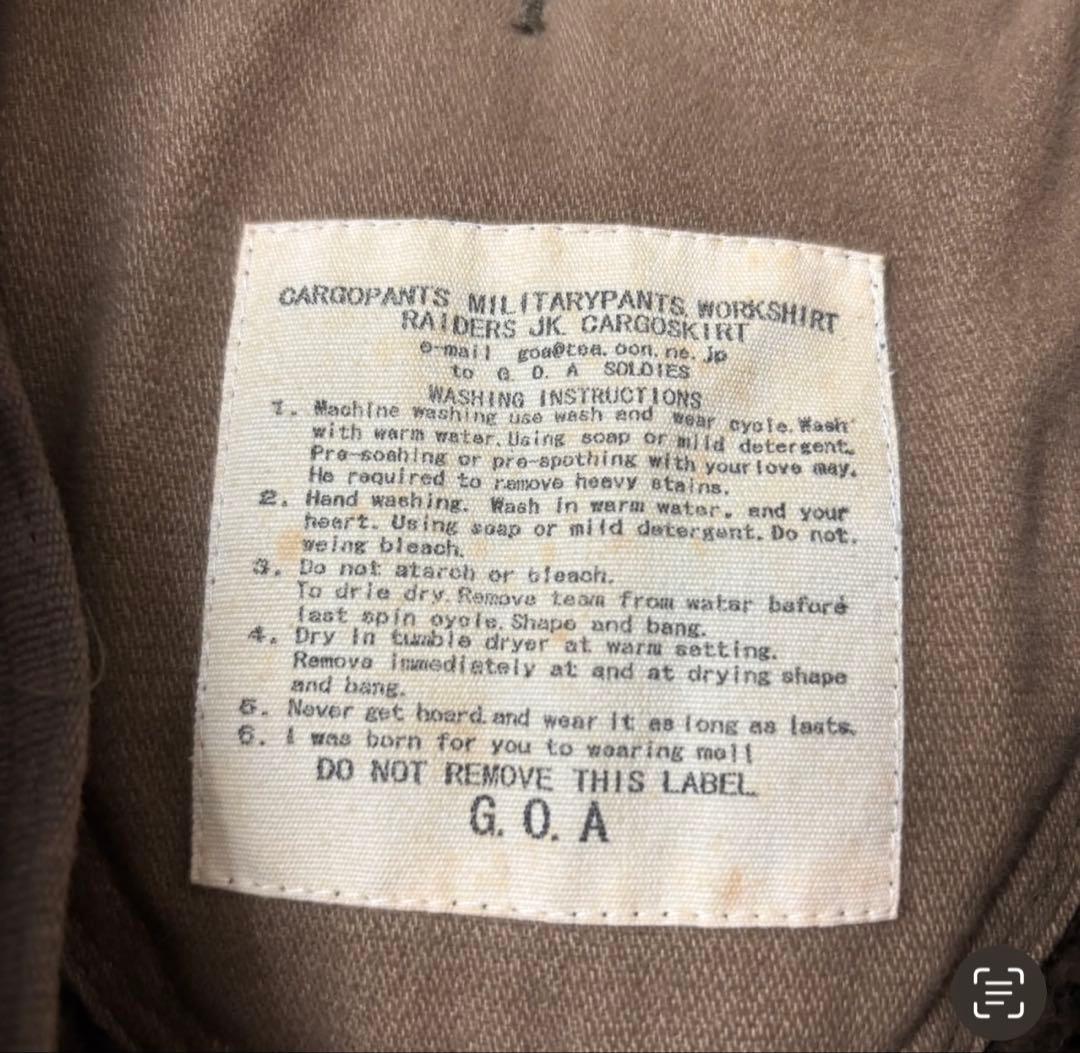 CARGOPANTS MILITARYPANTS WORKSHIRT
RAIDERS JK. CARGOSKIRT
e-mail goa@tea.oon.ne.jp
to G. O. A SOLDIES
WASHING INSTRUCTIONS
1. Machine washing use wash and wear cycle. Wash
with warm water. Using soap or mild detergent.
Pre-soahing or pre-spothing with your love may.
He required to remove heavy stains.
2. Hand washing. Wash in warm water. and your
heart. Using soap or mild detergent. Do not.
weing bleach.
3. Do not atarch or bleach.
To drie dry. Remove team from water before
last spin cycle. Shape and bang.
4. Dry in tumble dryer at warm setting.
Remove immediately at and at drying shape
and bang.
5. Never get hoard and wear it as long as lasts.
6. I was born for you to wearing me!!
DO NOT REMOVE THIS LABEL
G. O. A